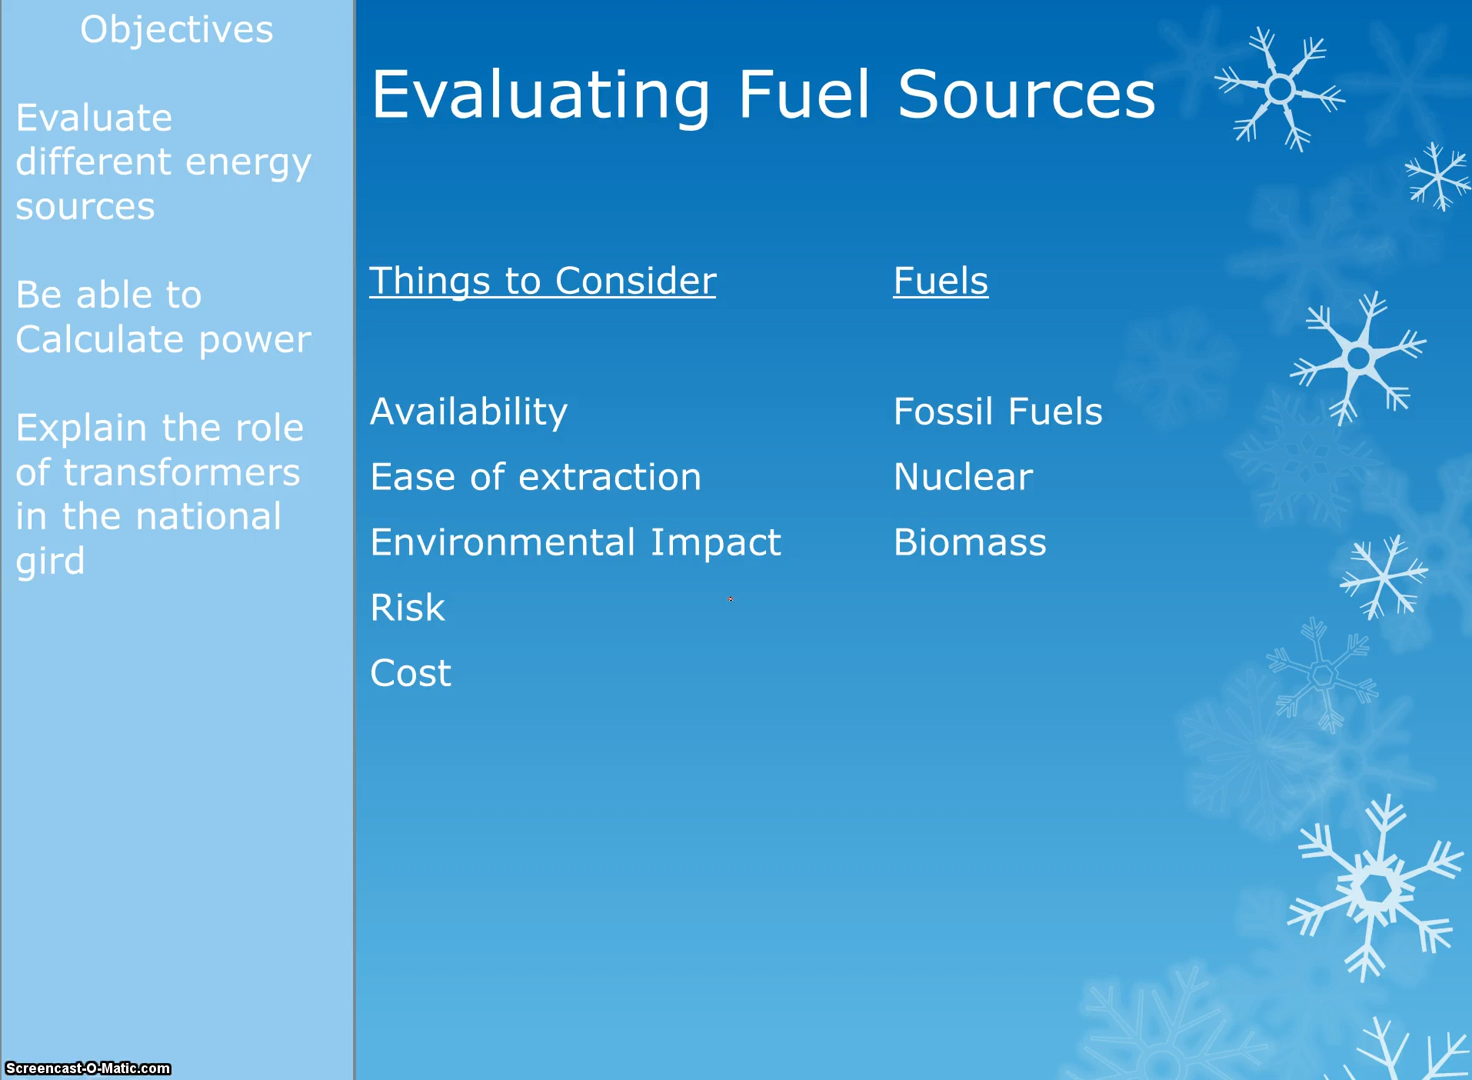 Objectives
Evaluate
different energy
sources
Be able to
Calculate power
Explain the role
of transformers
in the national
gird
Evaluating Fuel Sources
Things to Consider
Availability
Ease of extraction
Environmental Impact
Risk
Cost
Fuels
Fossil Fuels
Nuclear
Biomass
Screencast-O-Matic.com